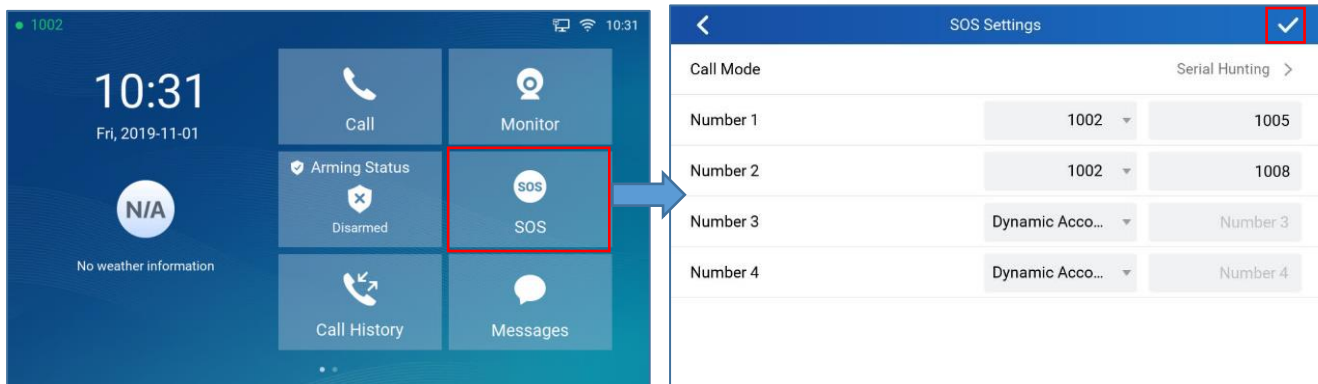 1002
10:31
10:31
Fri, 2019-11-01
N/A
No weather information
Call
Monitor
Arming Status
Disarmed
SOS
SOS
Call History
Messages
SOS Settings
Call Mode
Serial Hunting >
Number 1
1002
1005
Number 2
1002
1008
Number 3
Dynamic Acco...
Number 3
Number 4
Dynamic Acco...
Number 4